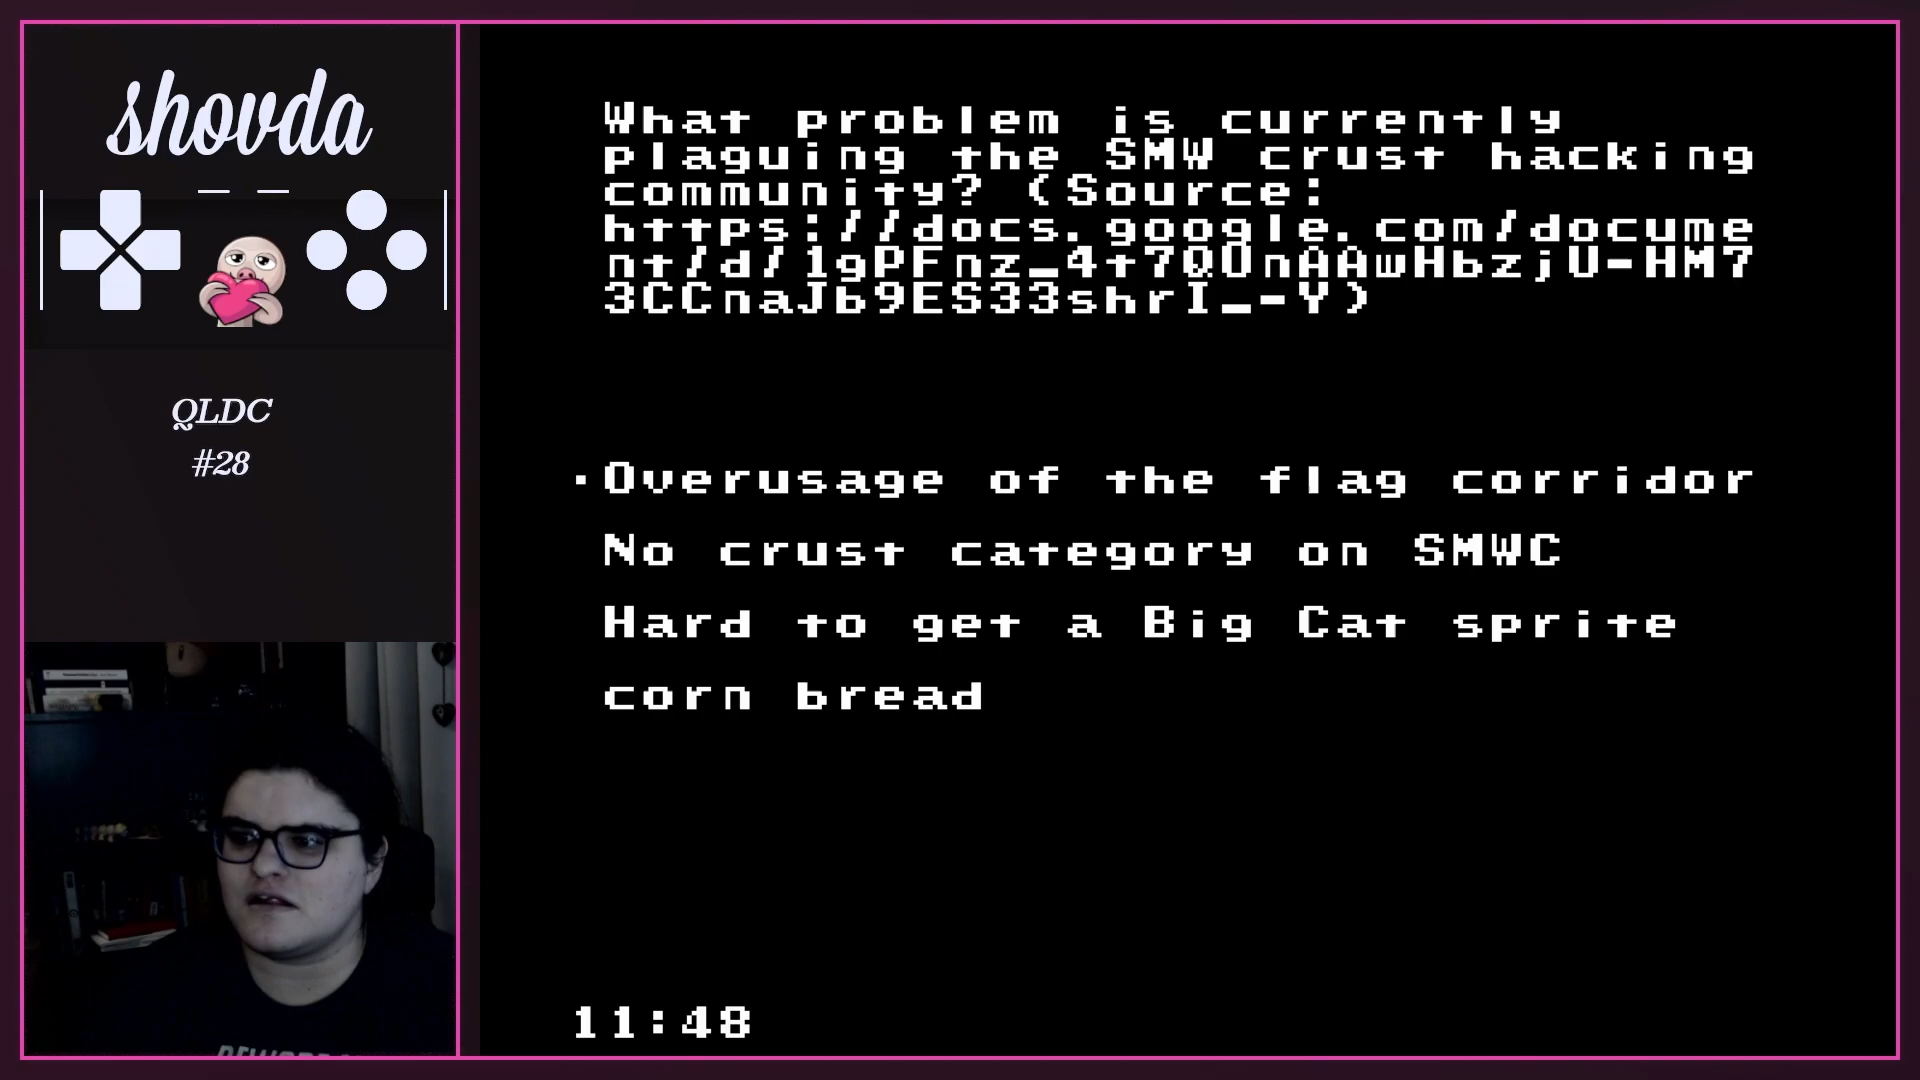 shovda
QLDC
#28
What problem is currently
plaguing the SMW crust hacking
community? (Source:
https://docs.google.com/docume
nt/d/1gPFnz_4t7QUnAAwHbzjU-HM7
3CCnaJb9ES33shrI_-Y)
·Overusage of the flag corridor
No crust category on SMWC
Hard to get a Big Cat sprite
corn bread
11:48